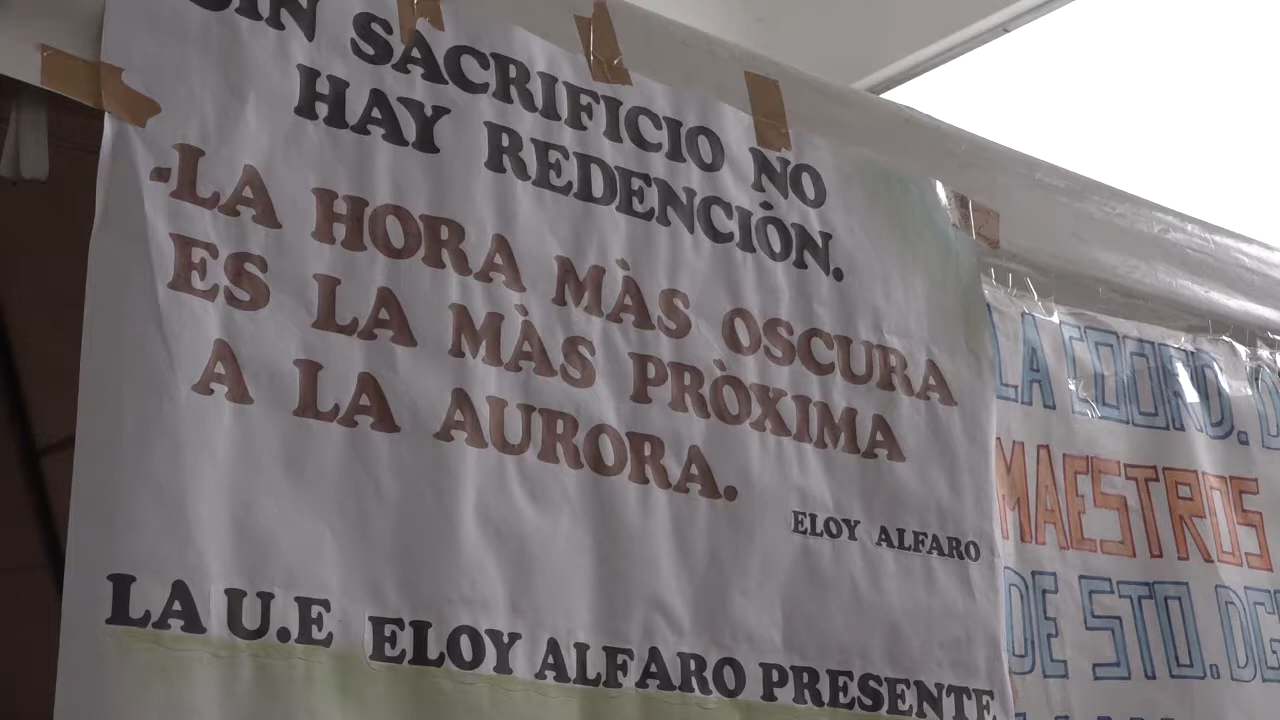 SIN SACRIFICIO NO
HAY REDENCIÒN.
-LA HORA MÀS OSCURA
ES LA MÀS PRÒXIMA
A LA AURORA.
ELOY ALFARO
LA U.E ELOY ALFARO PRESENTE
LA COORD. D
MAESTROS
DE STO. DG